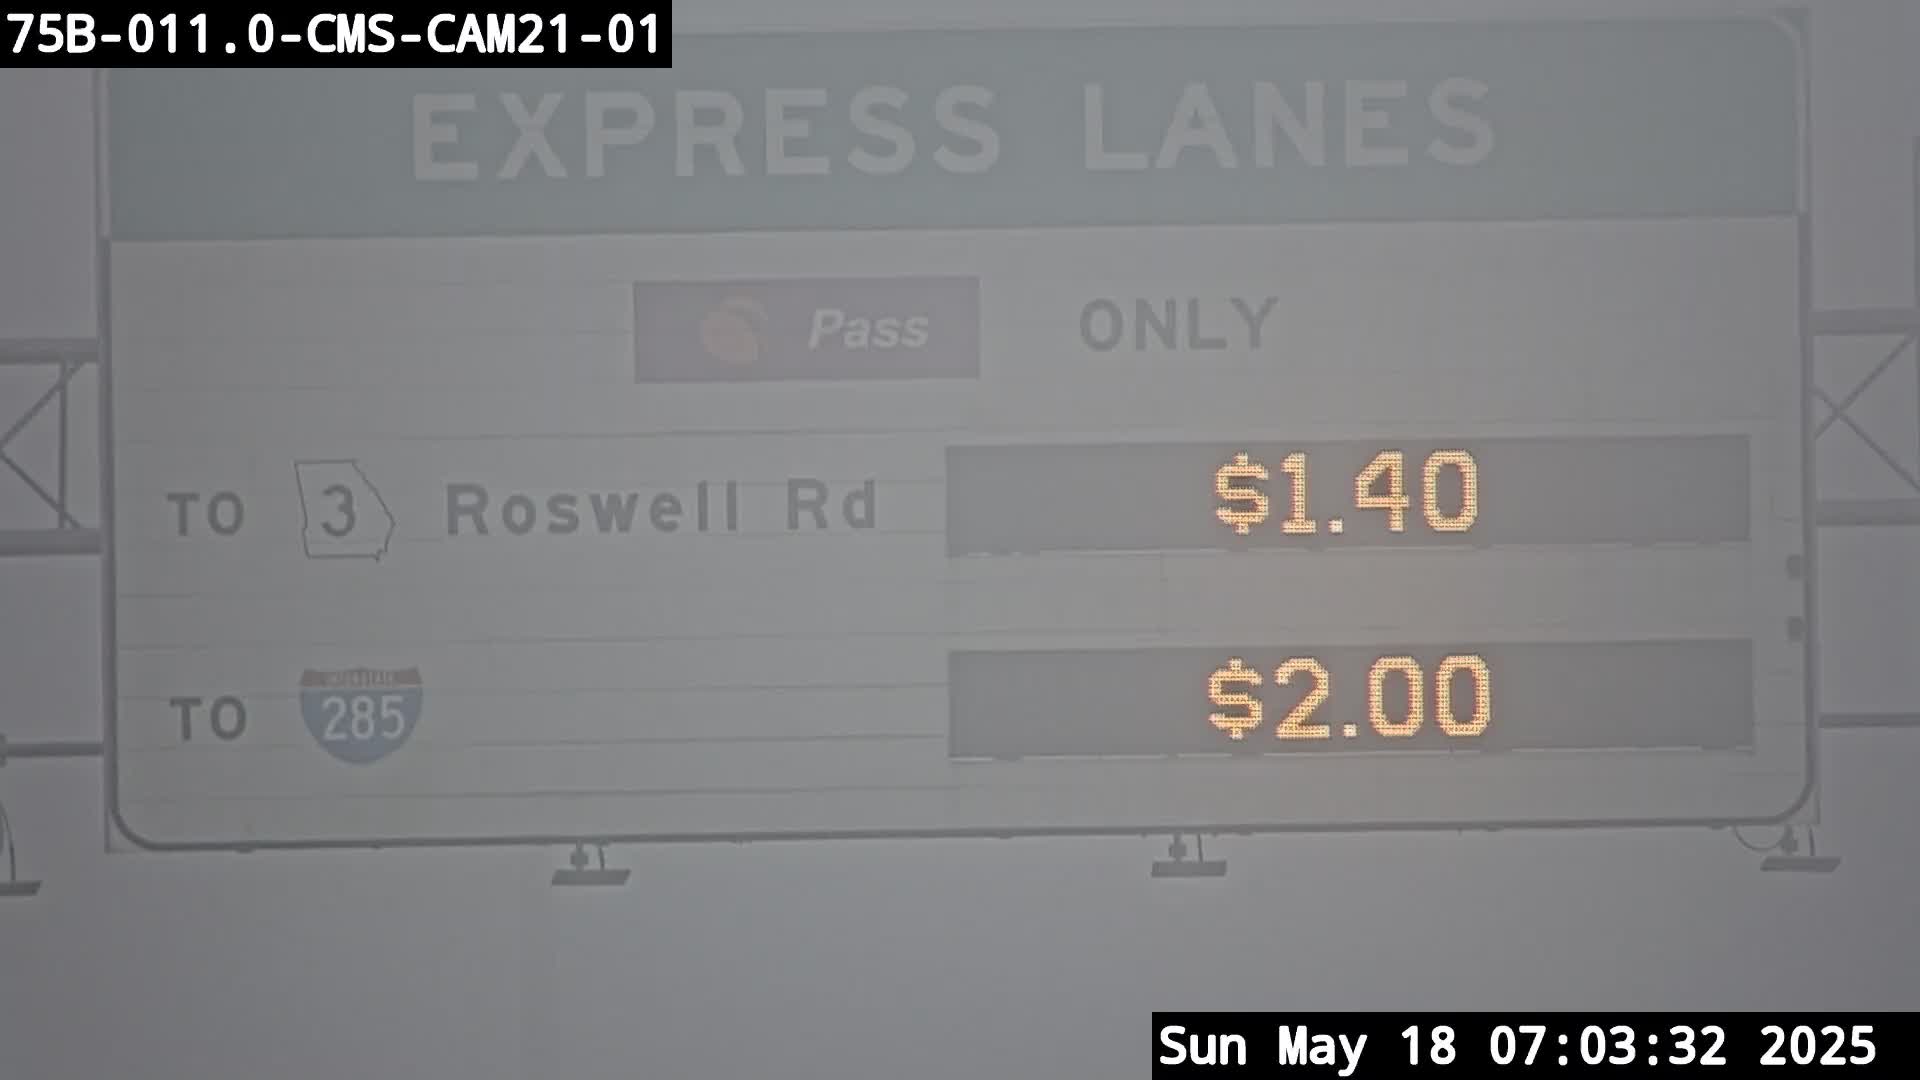 75B-011.0-CMS-CAM21-01
EXPRESS LANES
Pass ONLY
TO 3 Roswell Rd $1.40
TO 285 $2.00
Sun May 18 07:03:32 2025